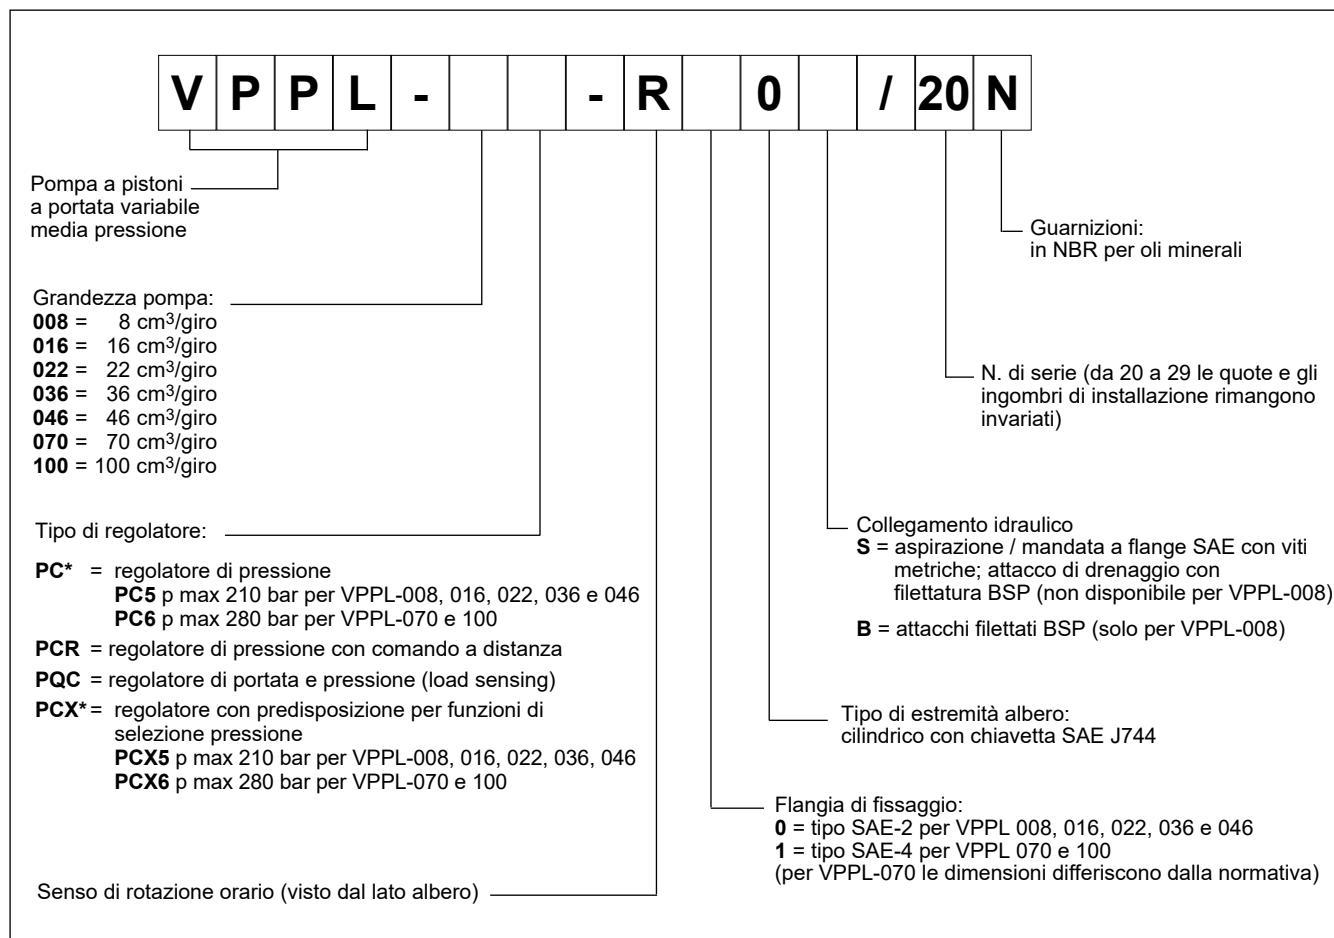 V P P L - - R 0 / 20 N
Pompa a pistoni
a portata variabile
media pressione
Guarnizioni:
in NBR per oli minerali
Grandezza pompa:
008 = 8 cm³/giro
016 = 16 cm³/giro
022 = 22 cm³/giro
036 = 36 cm³/giro
046 = 46 cm³/giro
070 = 70 cm³/giro
100 = 100 cm³/giro
N. di serie (da 20 a 29 le quote e gli
ingombri di installazione rimangono
invariati)
Tipo di regolatore:
PC* = regolatore di pressione
PC5 p max 210 bar per VPPL-008, 016, 022, 036 e 046
PC6 p max 280 bar per VPPL-070 e 100
PCR = regolatore di pressione con comando a distanza
PQC = regolatore di portata e pressione (load sensing)
PCX* = regolatore con predisposizione per funzioni di
selezione pressione
PCX5 p max 210 bar per VPPL-008, 016, 022, 036, 046
PCX6 p max 280 bar per VPPL-070 e 100
Collegamento idraulico
S = aspirazione / mandata a flange SAE con viti
metriche; attacco di drenaggio con
filettatura BSP (non disponibile per VPPL-008)
B = attacchi filettati BSP (solo per VPPL-008)
Tipo di estremità albero:
cilindrico con chiavetta SAE J744
Flangia di fissaggio:
0 = tipo SAE-2 per VPPL 008, 016, 022, 036 e 046
1 = tipo SAE-4 per VPPL 070 e 100
(per VPPL-070 le dimensioni differiscono dalla normativa)
Senso di rotazione orario (visto dal lato albero)